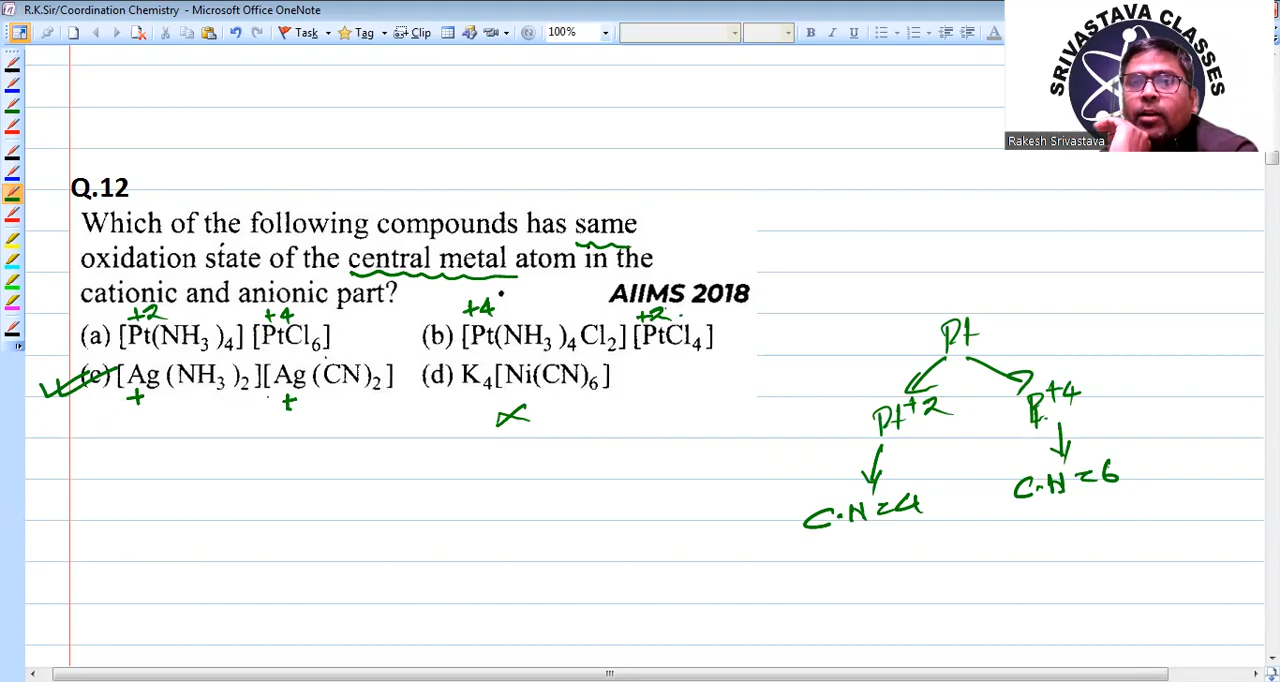 R.K.Sir/Coordination Chemistry - Microsoft Office OneNote
Task Tag Clip 100% B I U A
SRIVASTAVA CLASSES
Rakesh Srivastava
Q.12
Which of the following compounds has same
oxidation state of the central metal atom in the
cationic and anionic part?
AIIMS 2018
+2 +4 +4 +2
(a) [Pt(NH₃)₄] [PtCl₆] (b) [Pt(NH₃)₄Cl₂] [PtCl₄]
(c) [Ag(NH₃)₂][Ag(CN)₂] (d) K₄[Ni(CN)₆]
+ +
Pt
Pt+2 Pt+4
C.N=4 C.N=6